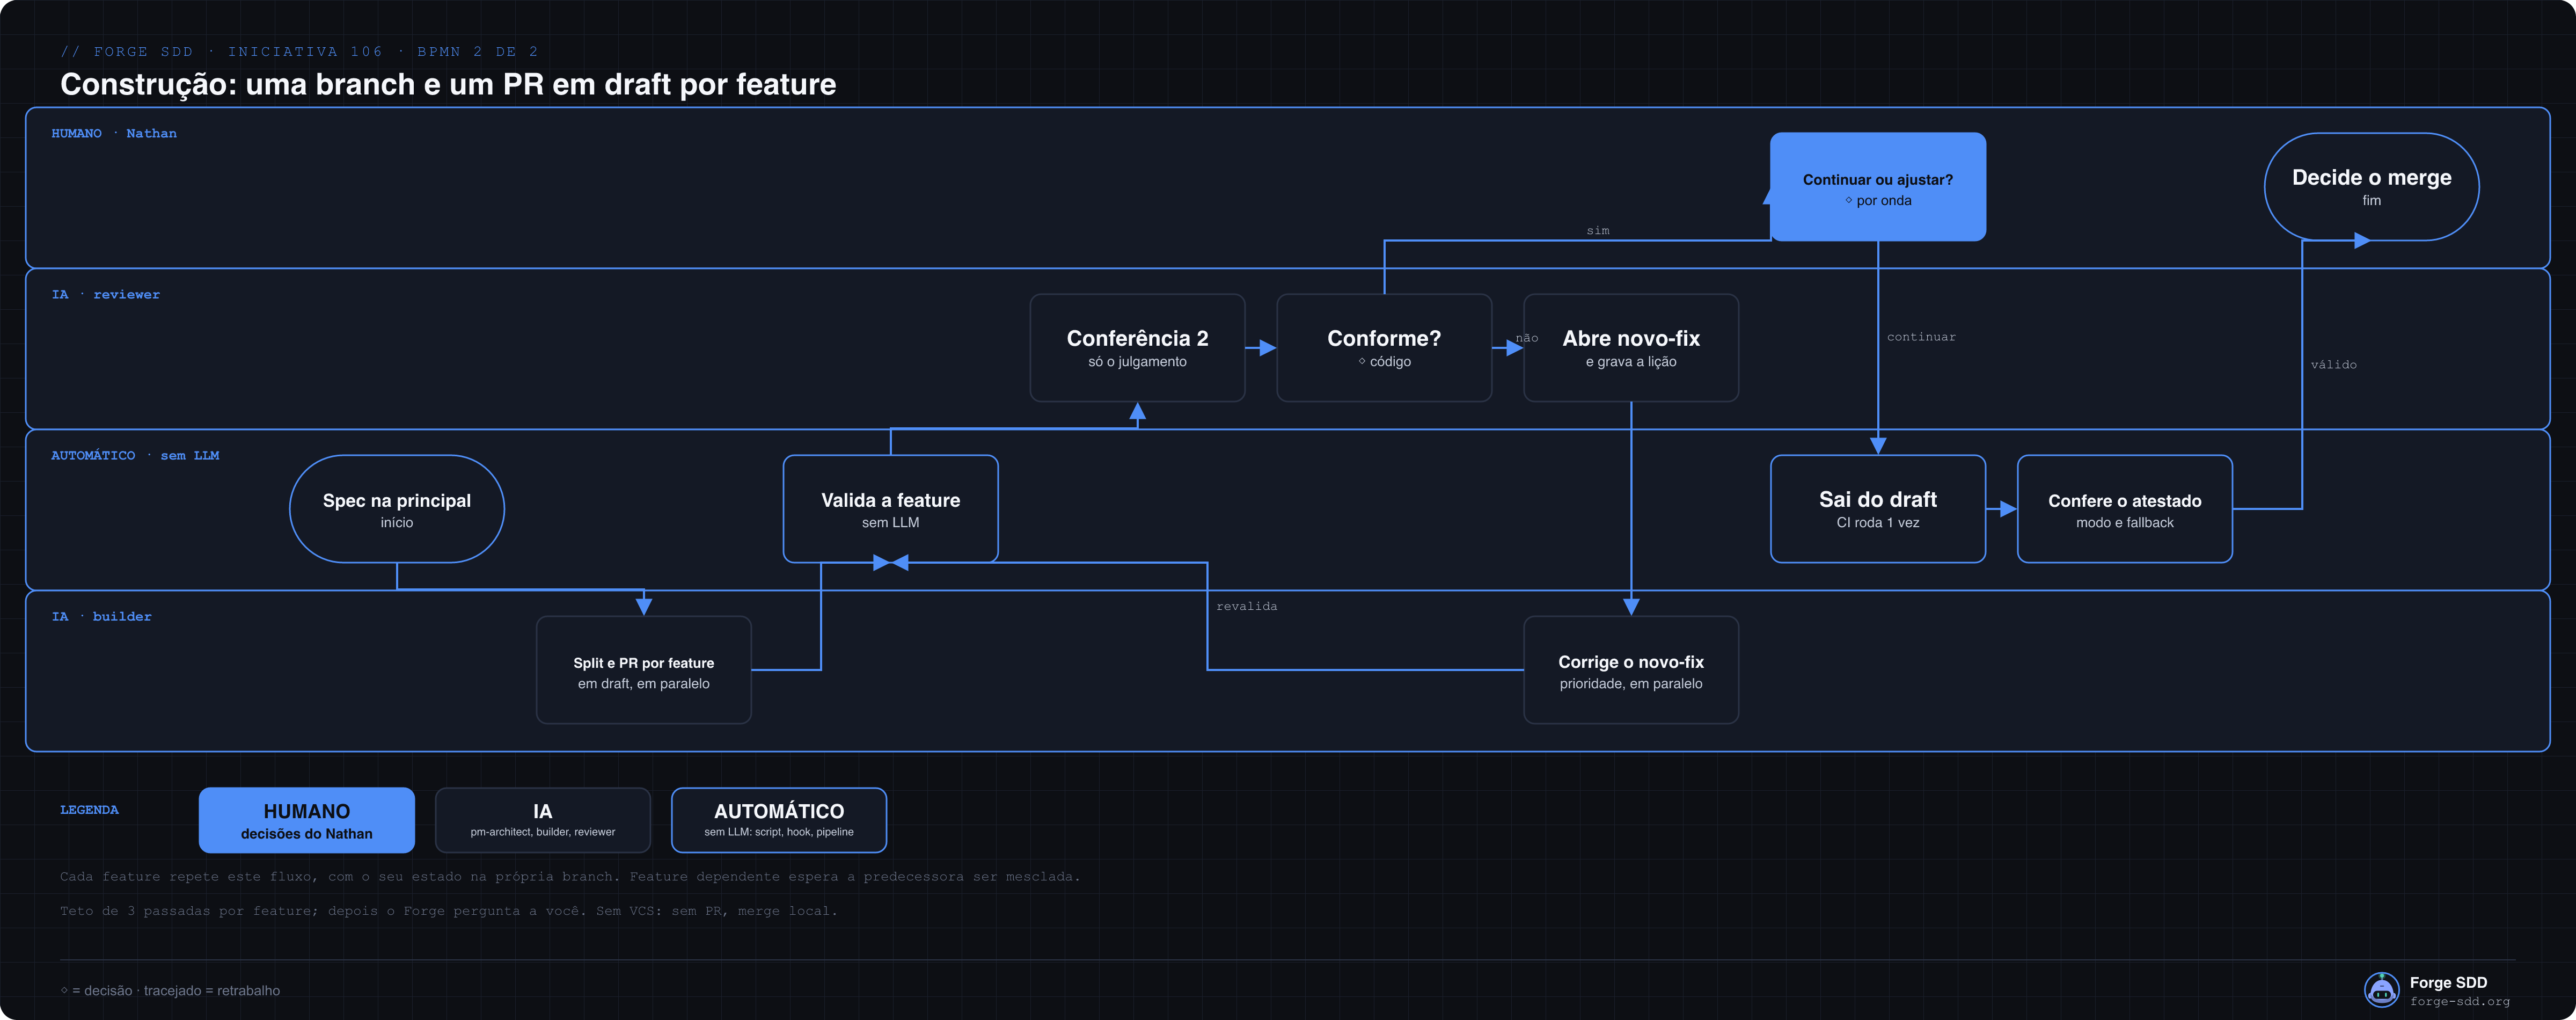 // FORGE SDD · INICIATIVA 106 · BPMN 2 DE 2
Construção: uma branch e um PR em draft por feature
HUMANO · Nathan
Continuar ou ajustar?
◇ por onda
Decide o merge
fim
sim
IA · reviewer
Conferência 2
só o julgamento
Conforme?
◇ código
não
Abre novo-fix
e grava a lição
continuar
válido
AUTOMÁTICO · sem LLM
Spec na principal
início
Valida a feature
sem LLM
Sai do draft
CI roda 1 vez
Confere o atestado
modo e fallback
IA · builder
revalida
Split e PR por feature
em draft, em paralelo
Corrige o novo-fix
prioridade, em paralelo
LEGENDA
HUMANO
decisões do Nathan
IA
pm-architect, builder, reviewer
AUTOMÁTICO
sem LLM: script, hook, pipeline
Cada feature repete este fluxo, com o seu estado na própria branch. Feature dependente espera a predecessora ser mesclada.
Teto de 3 passadas por feature; depois o Forge pergunta a você. Sem VCS: sem PR, merge local.
◇ = decisão · tracejado = retrabalho
Forge SDD
forge-sdd.org